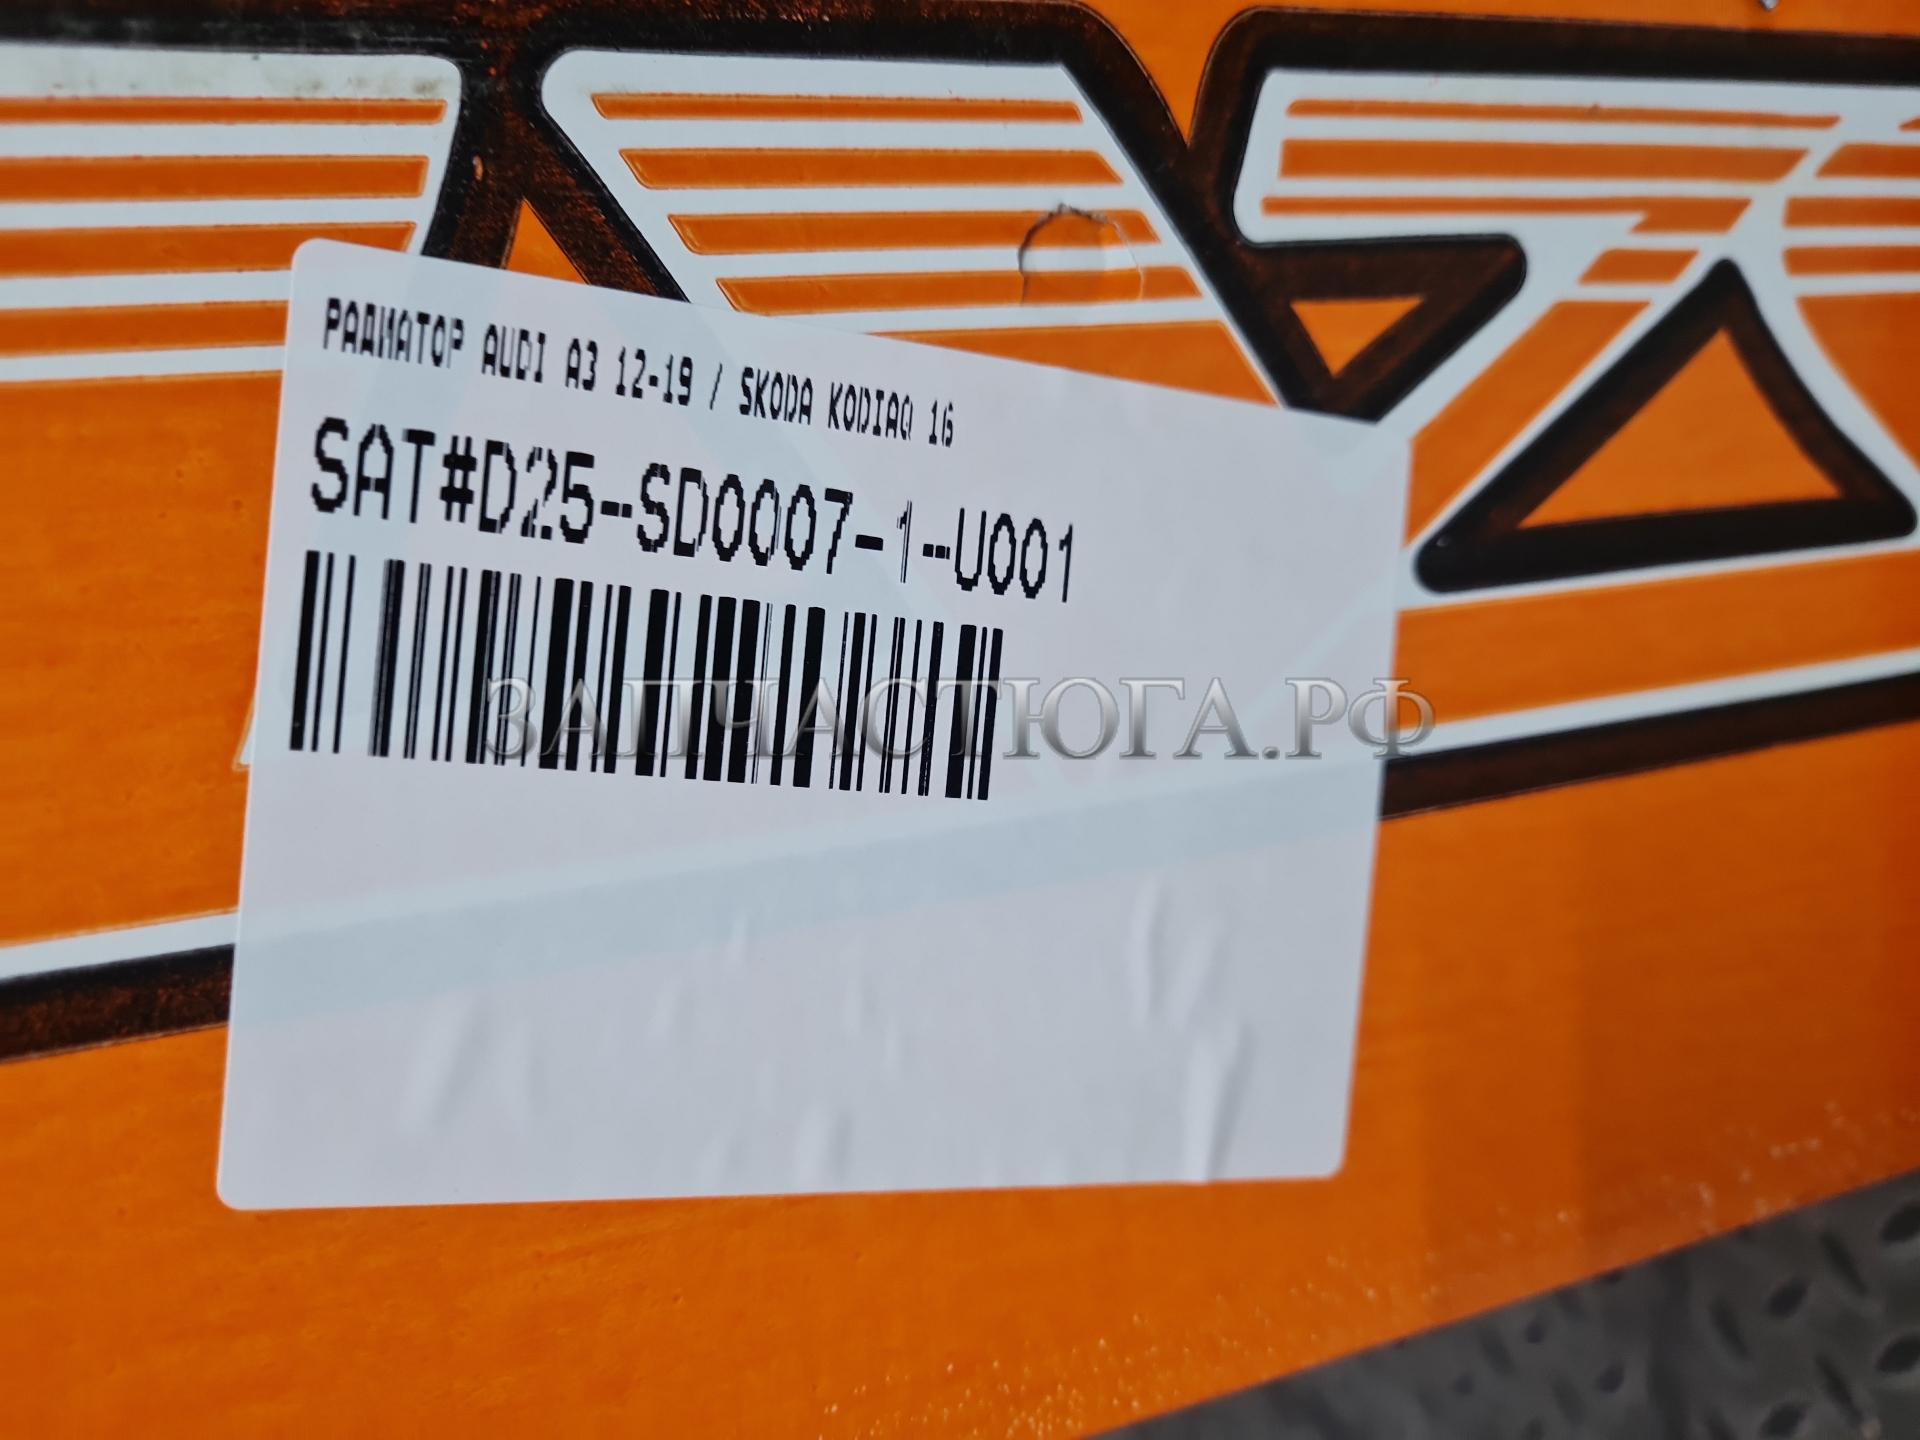 РАДИАТОР AUDI A3 12-19 / SKODA KODIAQ 16
SAT#D25-SD0007-1-U001
ЗАПЧАСТЮГА.РФ